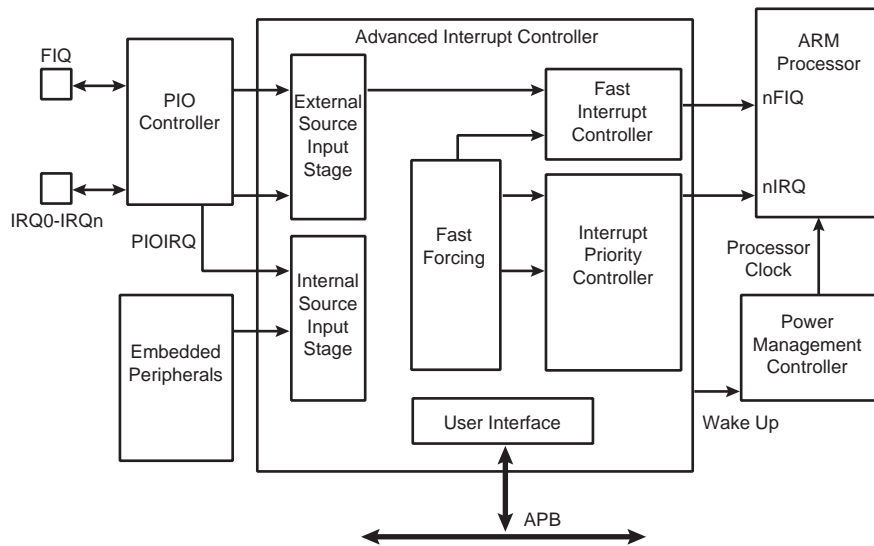 FIQ
IRQ0-IRQn
PIO
Controller
PIOIRQ
Embedded
Peripherals
Advanced Interrupt Controller
External
Source
Input
Stage
Internal
Source
Input
Stage
Fast
Forcing
Fast
Interrupt
Controller
Interrupt
Priority
Controller
User Interface
APB
ARM
Processor
nFIQ
nIRQ
Processor
Clock
Power
Management
Controller
Wake Up